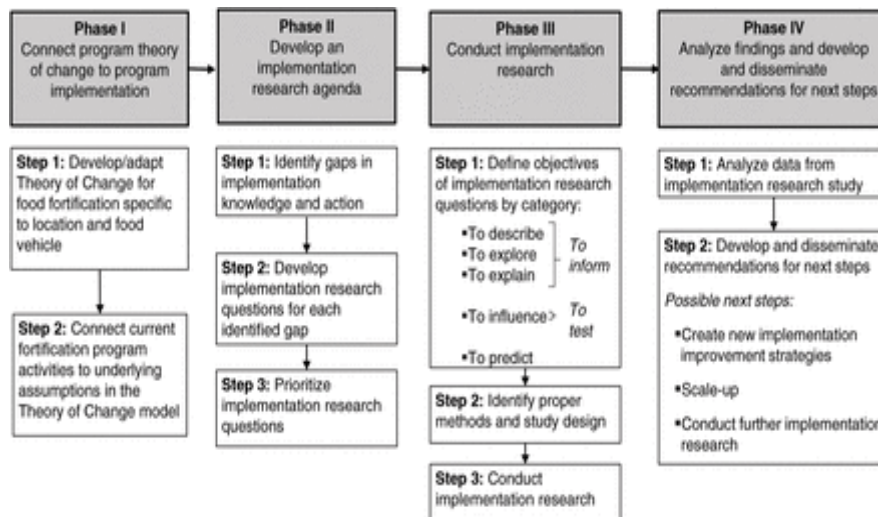 Phase I
Connect program theory
of change to program
implementation
Step 1: Develop/adapt
Theory of Change for
food fortification specific
to location and food
vehicle
Step 2: Connect current
fortification program
activities to underlying
assumptions in the
Theory of Change model
Phase II
Develop an
implementation
research agenda
Step 1: Identify gaps in
implementation
knowledge and action
Step 2: Develop
implementation research
questions for each
identified gap
Step 3: Prioritize
implementation research
questions
Phase III
Conduct implementation
research
Step 1: Define objectives
of implementation research
questions by category:
▪To describe
▪To explore
▪To explain
To
inform
▪To influence>
To
test
▪To predict
Step 2: Identify proper
methods and study design
Step 3: Conduct
implementation research
Phase IV
Analyze findings and develop
and disseminate
recommendations for next steps
Step 1: Analyze data from
implementation research study
Step 2: Develop and disseminate
recommendations for next steps
Possible next steps:
▪Create new implementation
improvement strategies
▪Scale-up
▪Conduct further implementation
research